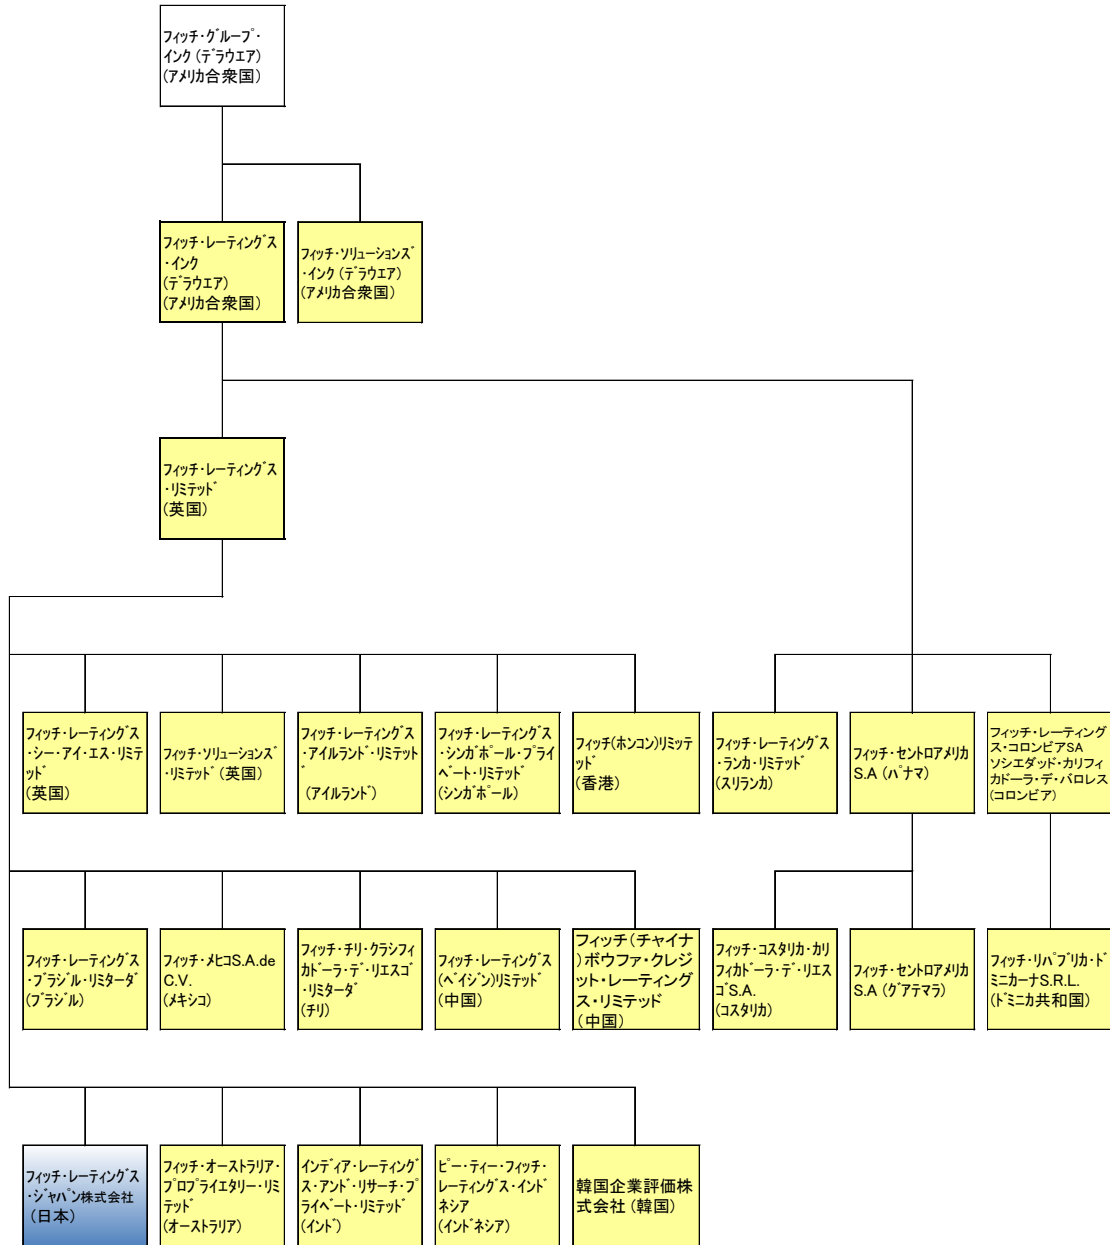 フィッチ・グループ・
インク (デラウエア)
(アメリカ合衆国)
フィッチ・レーティングス
・インク
(デラウエア)
(アメリカ合衆国)
フィッチ・ソリューションズ
・インク (デラウエア)
(アメリカ合衆国)
フィッチ・レーティングス
・リミテッド
(英国)
フィッチ・レーティングス
・シー・アイ・エス・リミテ
ッド
(英国)
フィッチ・ソリューションズ
・リミテッド (英国)
フィッチ・レーティングス
・アイルランド・リミテット
゛
(アイルランド)
フィッチ・レーティングス
・シンガポール・プライ
ベート・リミテッド
(シンガポール)
フィッチ(ホンコン)リミッテ
ッド
(香港)
フィッチ・レーティングス
・ランカ・リミテッド
(スリランカ)
フィッチ・セントロアメリカ
S.A (パナマ)
フィッチ・レーティング
ス・コロンビアSA
ソシエダッド・カリフィ
カドーラ・デ・バロレス
(コロンビア)
フィッチ・レーティングス
・ブラジル・リミターダ
(ブラジル)
フィッチ・メヒコS.A.de
C.V.
(メキシコ)
フィッチ・チリ・クラシフィ
カドーラ・デ・リエスゴ
・リミターダ
(チリ)
フィッチ・レーティングス
(ベイジン)リミテッド
(中国)
フィッチ(チャイナ
)ボウファ・クレジ
ット・レーティング
ス・リミテッド
(中国)
フィッチ・コスタリカ・カリ
フィカドーラ・デ・リエス
ゴS.A.
(コスタリカ)
フィッチ・セントロアメリカ
S.A (グアテマラ)
フィッチ・リパブリカ・ド
ミニカーナS.R.L.
(ドミニカ共和国)
フィッチ・レーティングス
・ジャパン株式会社
(日本)
フィッチ・オーストラリア・
プロプライエタリー・リミ
テッド
(オーストラリア)
インディア・レーティング
ス・アンド・リサーチ・プ
ライベート・リミテッド
(インド)
ピー・ティー・フィッチ・
レーティングス・インド
ネシア
(インドネシア)
韓国企業評価株
式会社 (韓国)